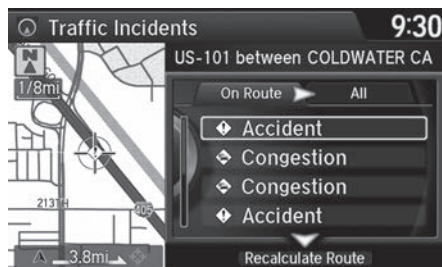 Traffic Incidents
9:30
N
US-101 between COLDWATER CA
1/8mi
On Route
All
Accident
Congestion
Congestion
213TH
405
Accident
3.8mi
Recalculate Route